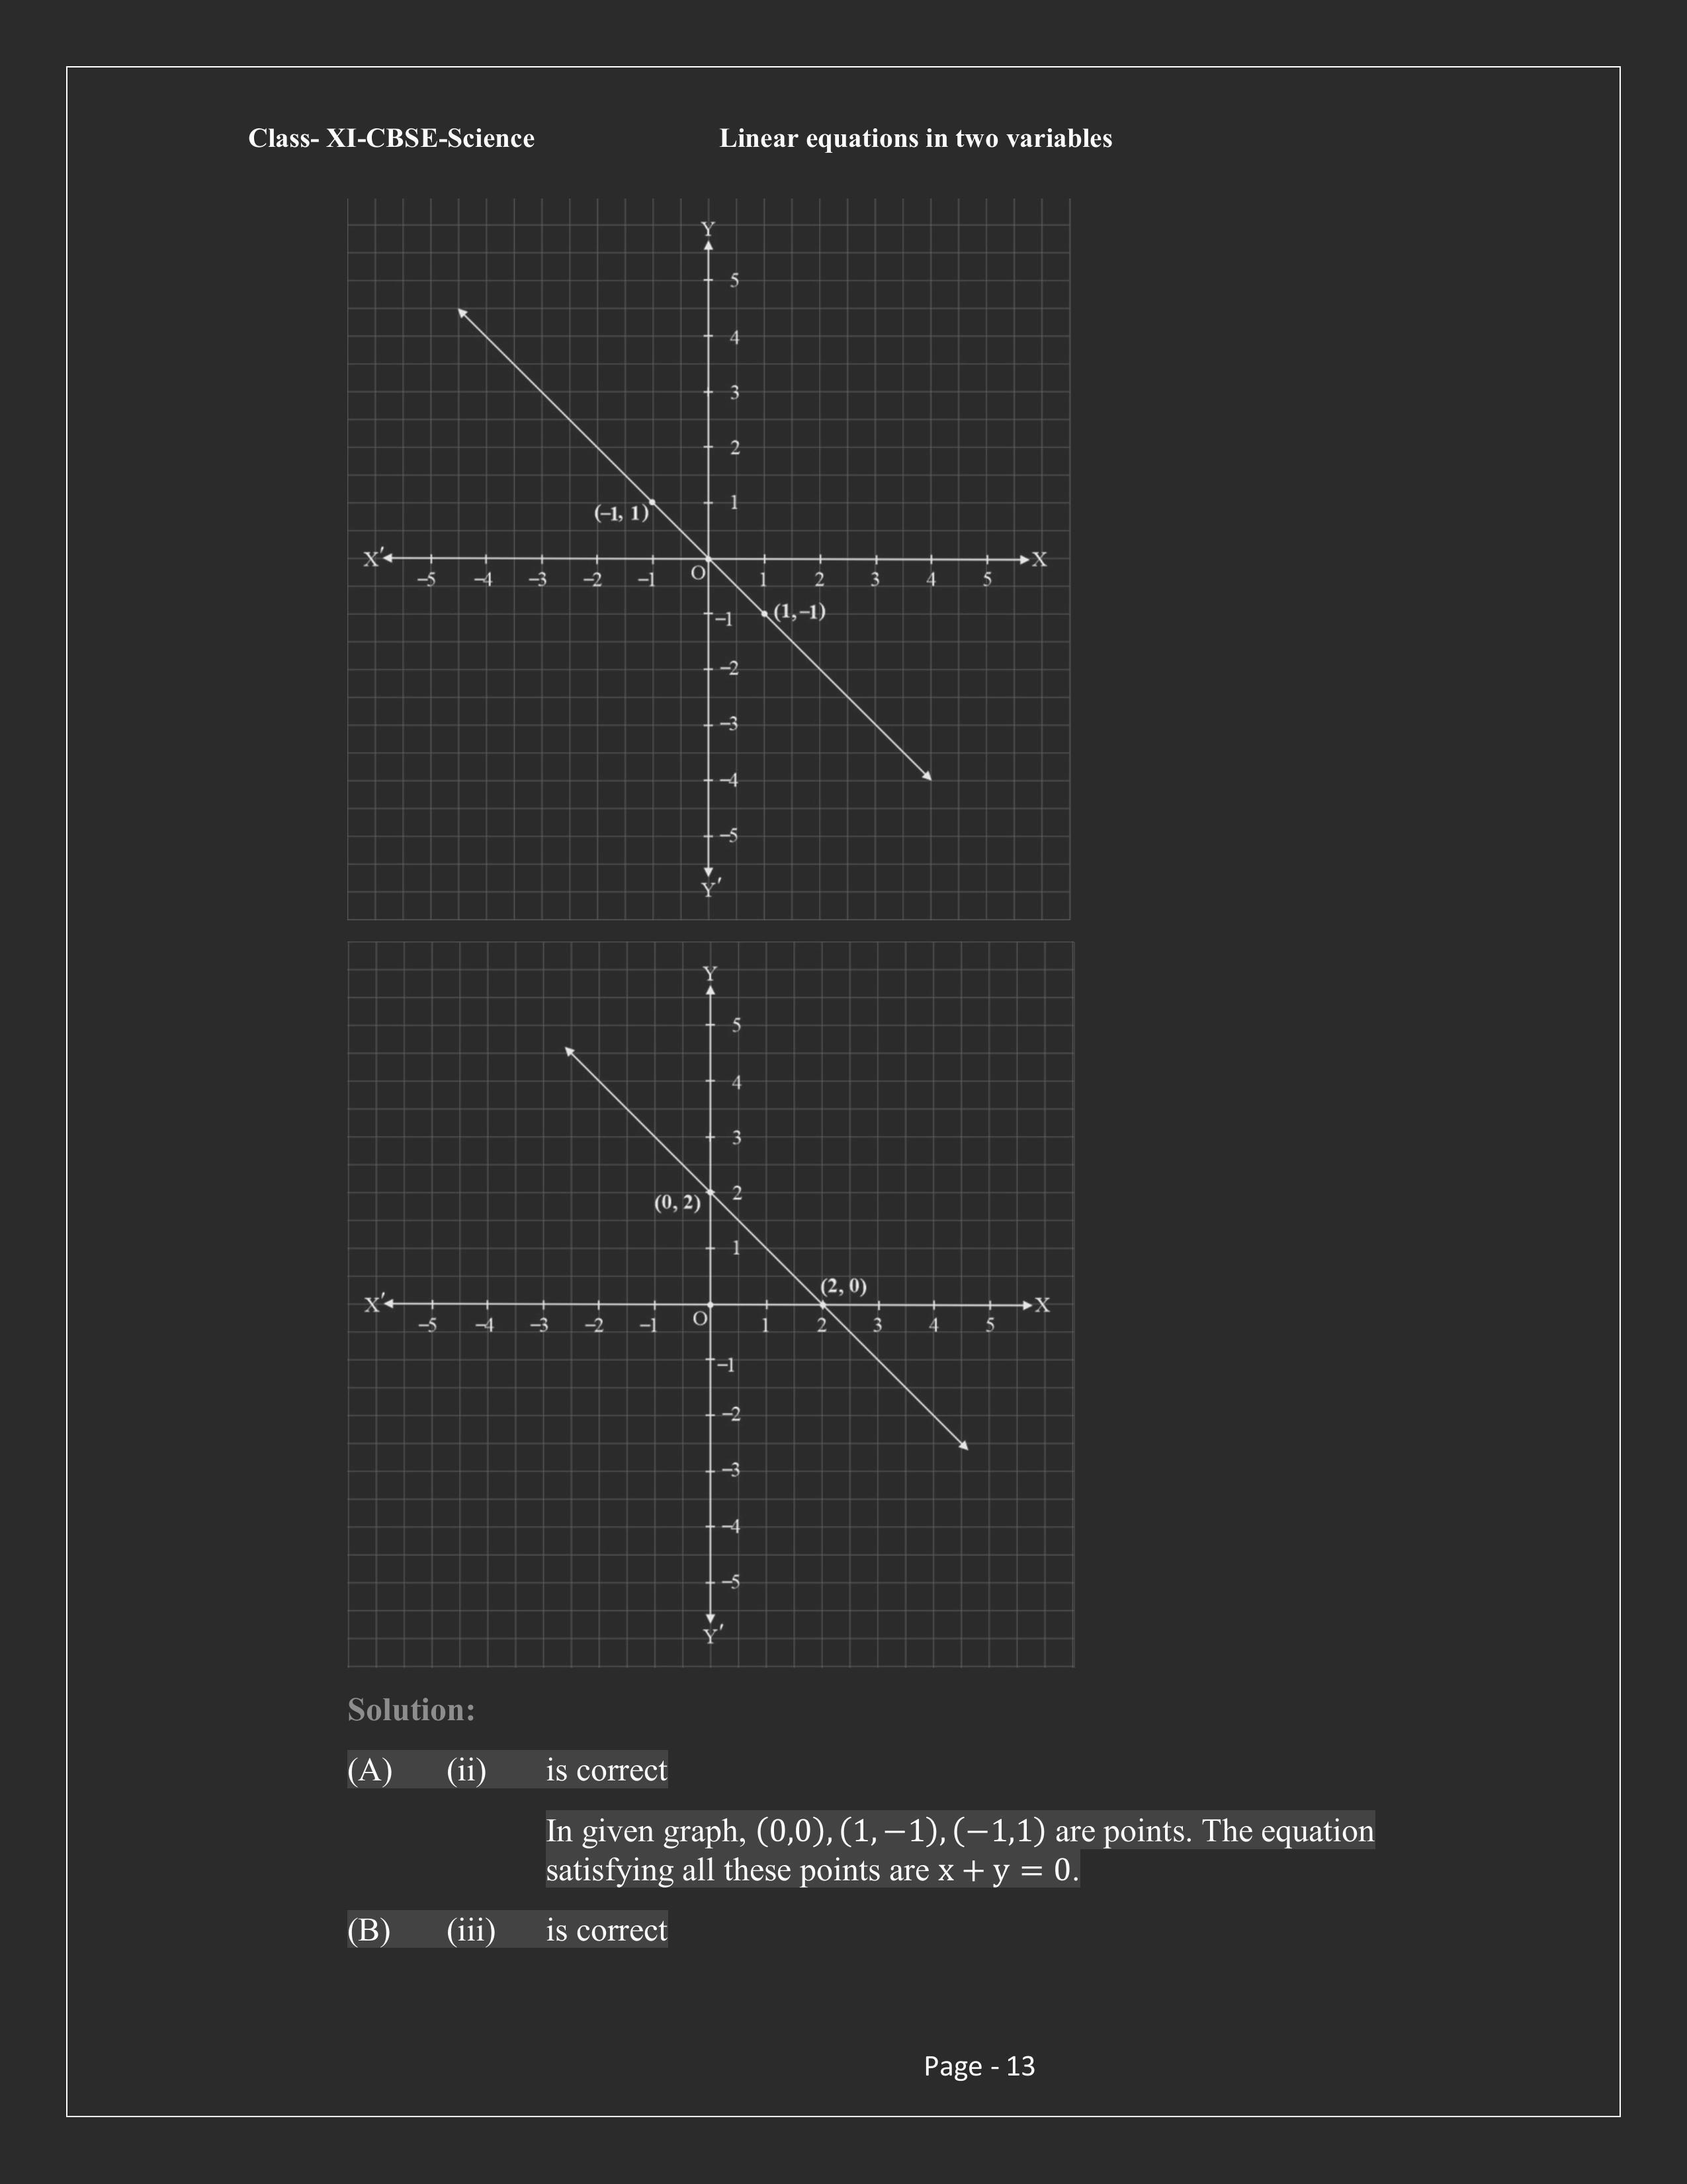 Class- XI-CBSE-Science Linear equations in two variables
Y
5
4
3
2
(–1, 1) 1
X′ –5 –4 –3 –2 –1 O 1 2 3 4 5 X
–1 (1,–1)
–2
–3
–4
–5
Y′
Y
5
4
3
(0, 2) 2
1
(2, 0)
X′ –5 –4 –3 –2 –1 O 1 2 3 4 5 X
–1
–2
–3
–4
–5
Y′
Solution:
(A) (ii) is correct
In given graph, (0,0), (1, −1), (−1,1) are points. The equation
satisfying all these points are x + y = 0.
(B) (iii) is correct
Page - 13